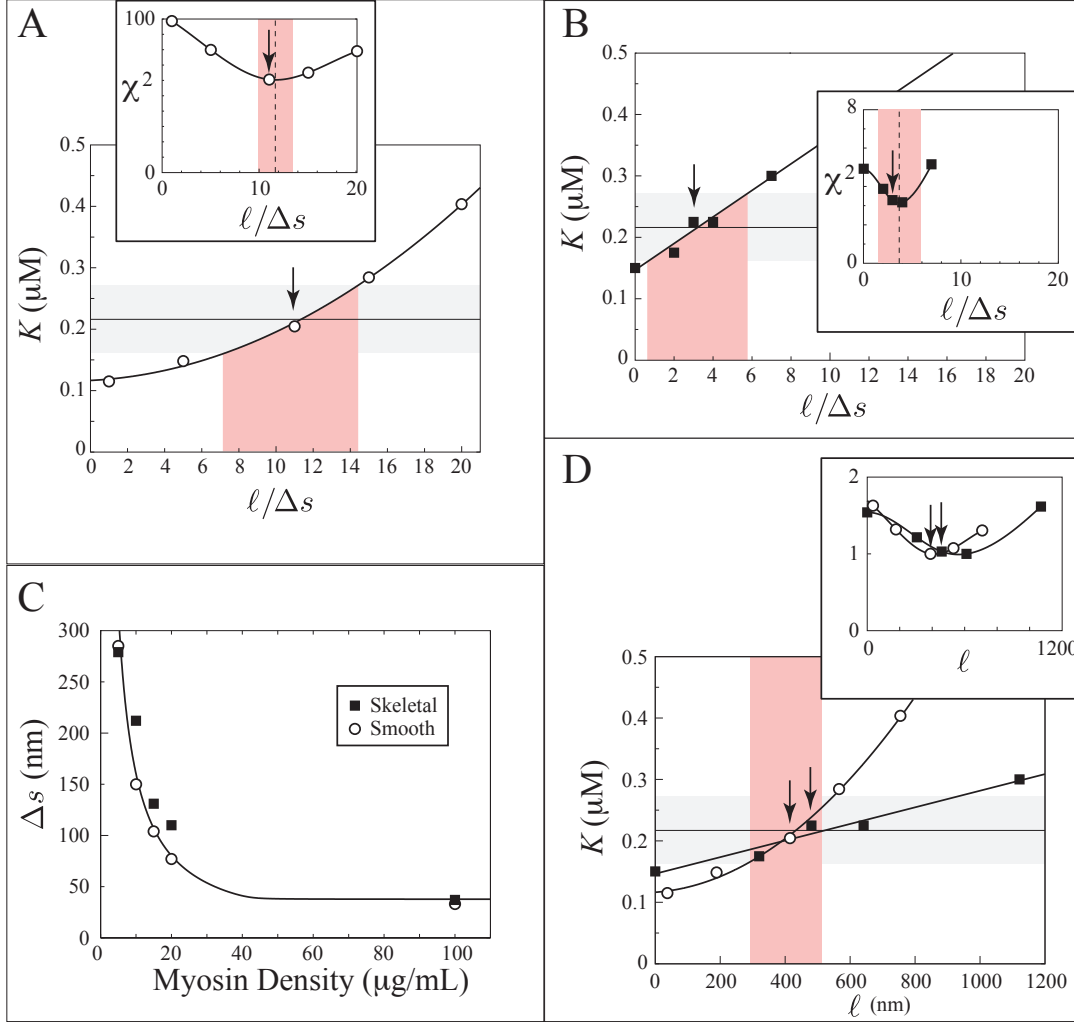 A
100
χ²
0
0 10 20
ℓ/Δs
0.5
0.4
0.3
0.2
0.1
0
K (μM)
0 2 4 6 8 10 12 14 16 18 20
ℓ/Δs
B
0.5
0.4
0.3
0.2
0.1
0
K (μM)
0 2 4 6 8 10 12 14 16 18 20
ℓ/Δs
8
χ²
0
0 10 20
ℓ/Δs
C
300
250
200
150
100
50
0
Δs (nm)
Skeletal
Smooth
0 20 40 60 80 100
Myosin Density (μg/mL)
D
2
1
0
0 1200
ℓ
0.5
0.4
0.3
0.2
0.1
0
K (μM)
0 200 400 600 800 1000 1200
ℓ (nm)